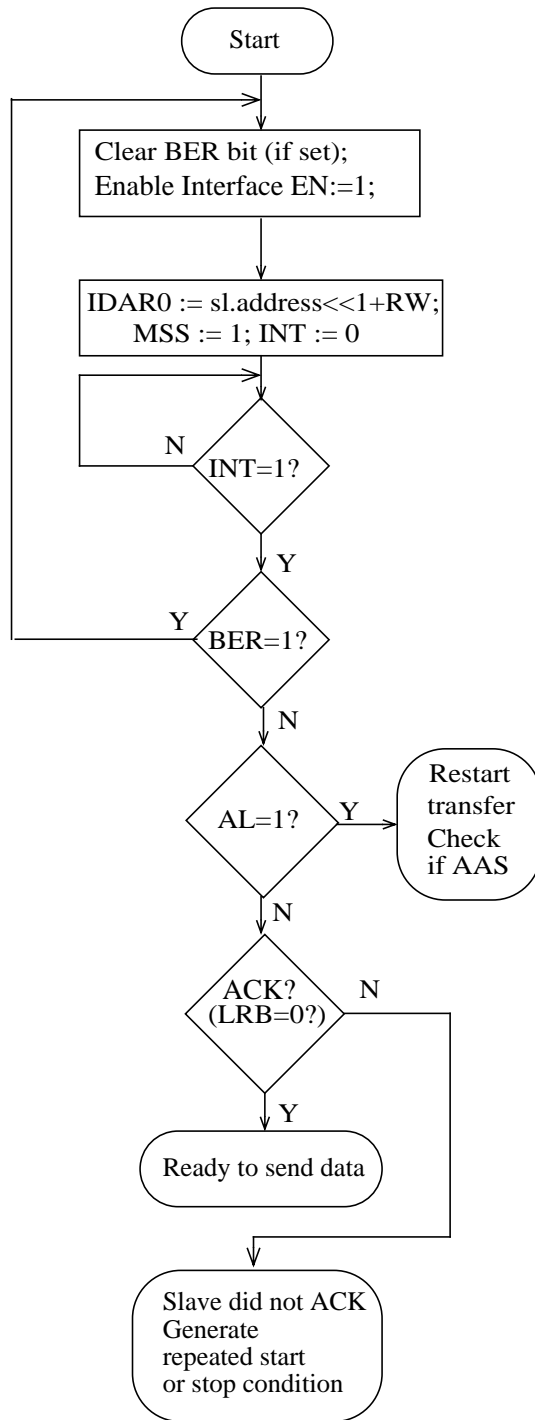 Start
Clear BER bit (if set);
Enable Interface EN:=1;
IDAR0 := sl.address<<1+RW;
MSS := 1; INT := 0
N
INT=1?
Y
Y
BER=1?
N
AL=1?
Y
Restart
transfer
Check
if AAS
N
ACK?
(LRB=0?)
N
Y
Ready to send data
Slave did not ACK
Generate
repeated start
or stop condition